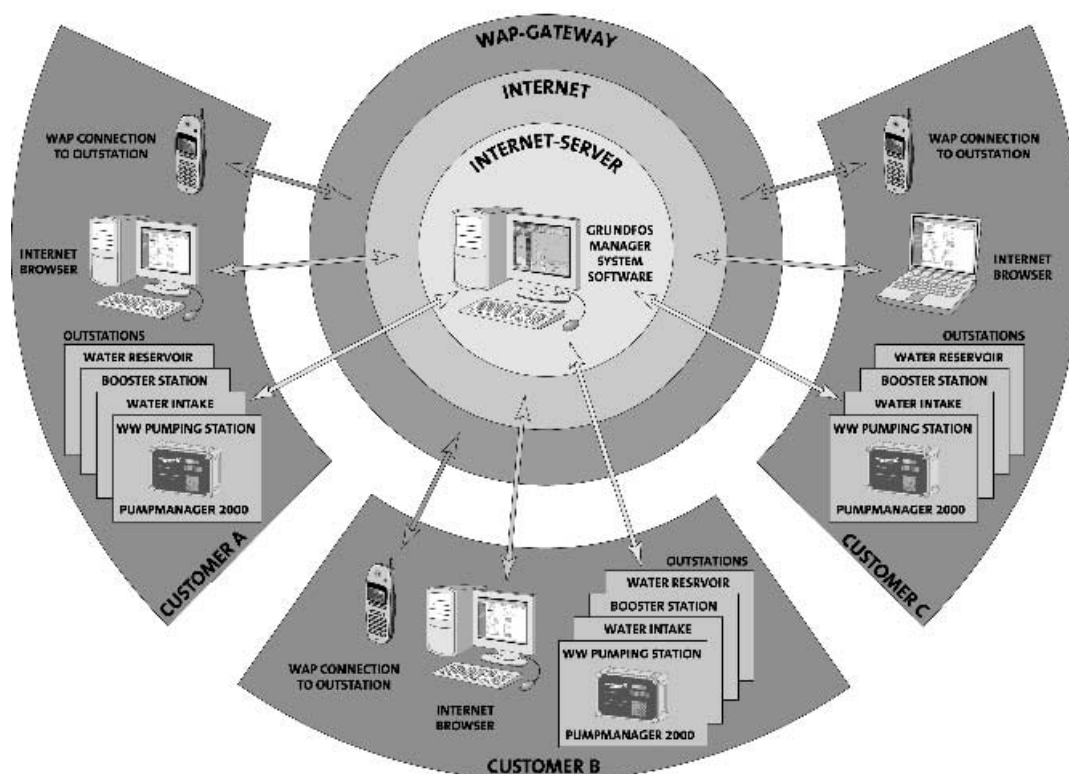 WAP-GATEWAY
INTERNET
INTERNET-SERVER
GRUNDFOS
MANAGER
SYSTEM
SOFTWARE
WAP CONNECTION
TO OUTSTATION
INTERNET
BROWSER
OUTSTATIONS
WATER RESERVOIR
BOOSTER STATION
WATER INTAKE
WW PUMPING STATION
PUMPMANAGER 2000
CUSTOMER A
WAP CONNECTION
TO OUTSTATION
INTERNET
BROWSER
OUTSTATIONS
WATER RESRVOIR
BOOSTER STATION
WATER INTAKE
WW PUMPING STATION
PUMPMANAGER 2000
CUSTOMER B
WAP CONNECTION
TO OUTSTATION
INTERNET
BROWSER
OUTSTATIONS
WATER RESERVOIR
BOOSTER STATION
WATER INTAKE
WW PUMPING STATION
PUMPMANAGER 2000
CUSTOMER C